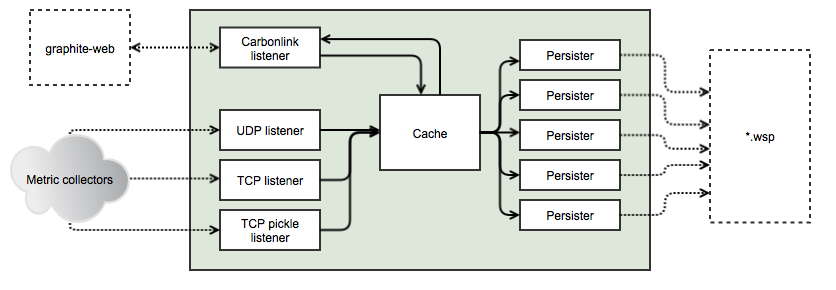 graphite-web
Carbonlink
listener
UDP listener
TCP listener
TCP pickle
listener
Metric collectors
Cache
Persister
Persister
Persister
Persister
Persister
*.wsp